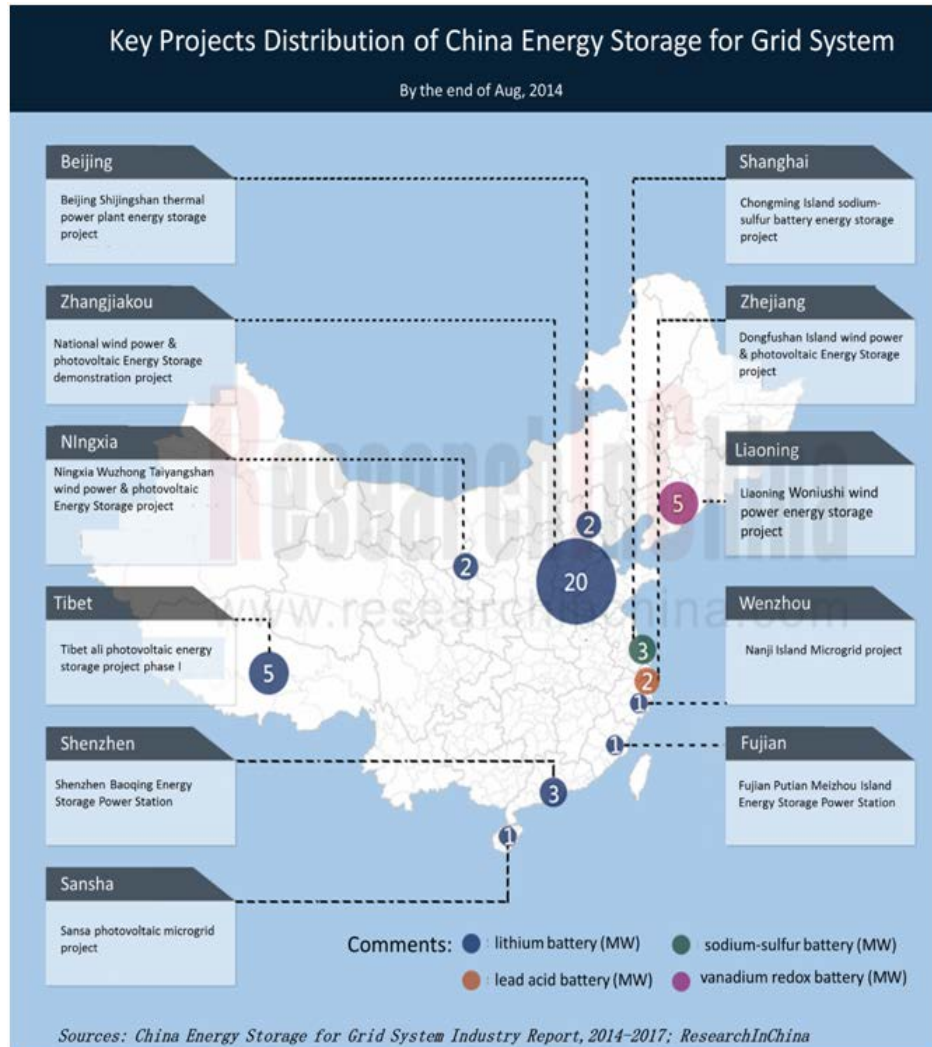 Key Projects Distribution of China Energy Storage for Grid System
By the end of Aug, 2014
Beijing
Beijing Shijingshan thermal
power plant energy storage
project
Zhangjiakou
National wind power &
photovoltaic Energy Storage
demonstration project
NIngxia
Ningxia Wuzhong Taiyangshan
wind power & photovoltaic
Energy Storage project
Tibet
Tibet ali photovoltaic energy
storage project phase I
Shenzhen
Shenzhen Baoqing Energy
Storage Power Station
Sansha
Sansa photovoltaic microgrid
project
Shanghai
Chongming Island sodium-
sulfur battery energy storage
project
Zhejiang
Dongfushan Island wind power
& photovoltaic Energy Storage
project
Liaoning
Liaoning Woniushi wind
power energy storage
project
Wenzhou
Nanji Island Microgrid project
Fujian
Fujian Putian Meizhou Island
Energy Storage Power Station
5
2
2
20
3
5
2
1
1
3
1
ResearchInChina
www.researchinchina.com
Comments: : lithium battery (MW) sodium-sulfur battery (MW)
: lead acid battery (MW) vanadium redox battery (MW)
Sources: China Energy Storage for Grid System Industry Report, 2014-2017; ResearchInChina